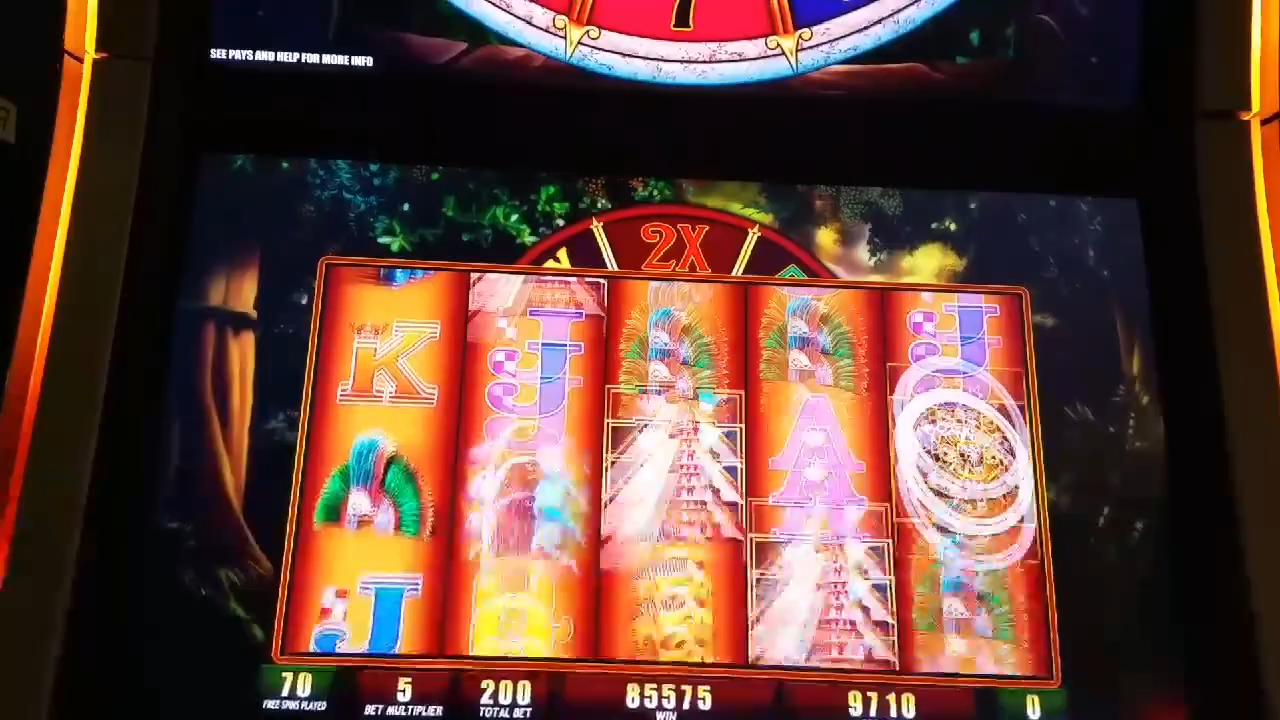 SEE PAYS AND HELP FOR MORE INFO
2X
K
J
J
A
J
70
5
200
85575
9710
0
FREE SPINS PLAYED
BET MULTIPLIER
TOTAL BET
WIN